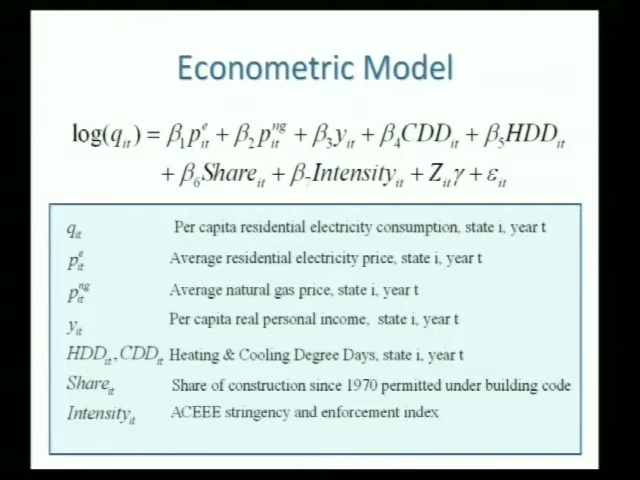 Econometric Model
log(q_it) = β₁p^e_it + β₂p^ng_it + β₃y_it + β₄CDD_it + β₅HDD_it
+ β₆Share_it + β₇Intensity_it + Z_it γ + ε_it
q_it Per capita residential electricity consumption, state i, year t
p^e_it Average residential electricity price, state i, year t
p^ng_it Average natural gas price, state i, year t
y_it Per capita real personal income, state i, year t
HDD_it, CDD_it Heating & Cooling Degree Days, state i, year t
Share_it Share of construction since 1970 permitted under building code
Intensity_it ACEEE stringency and enforcement index